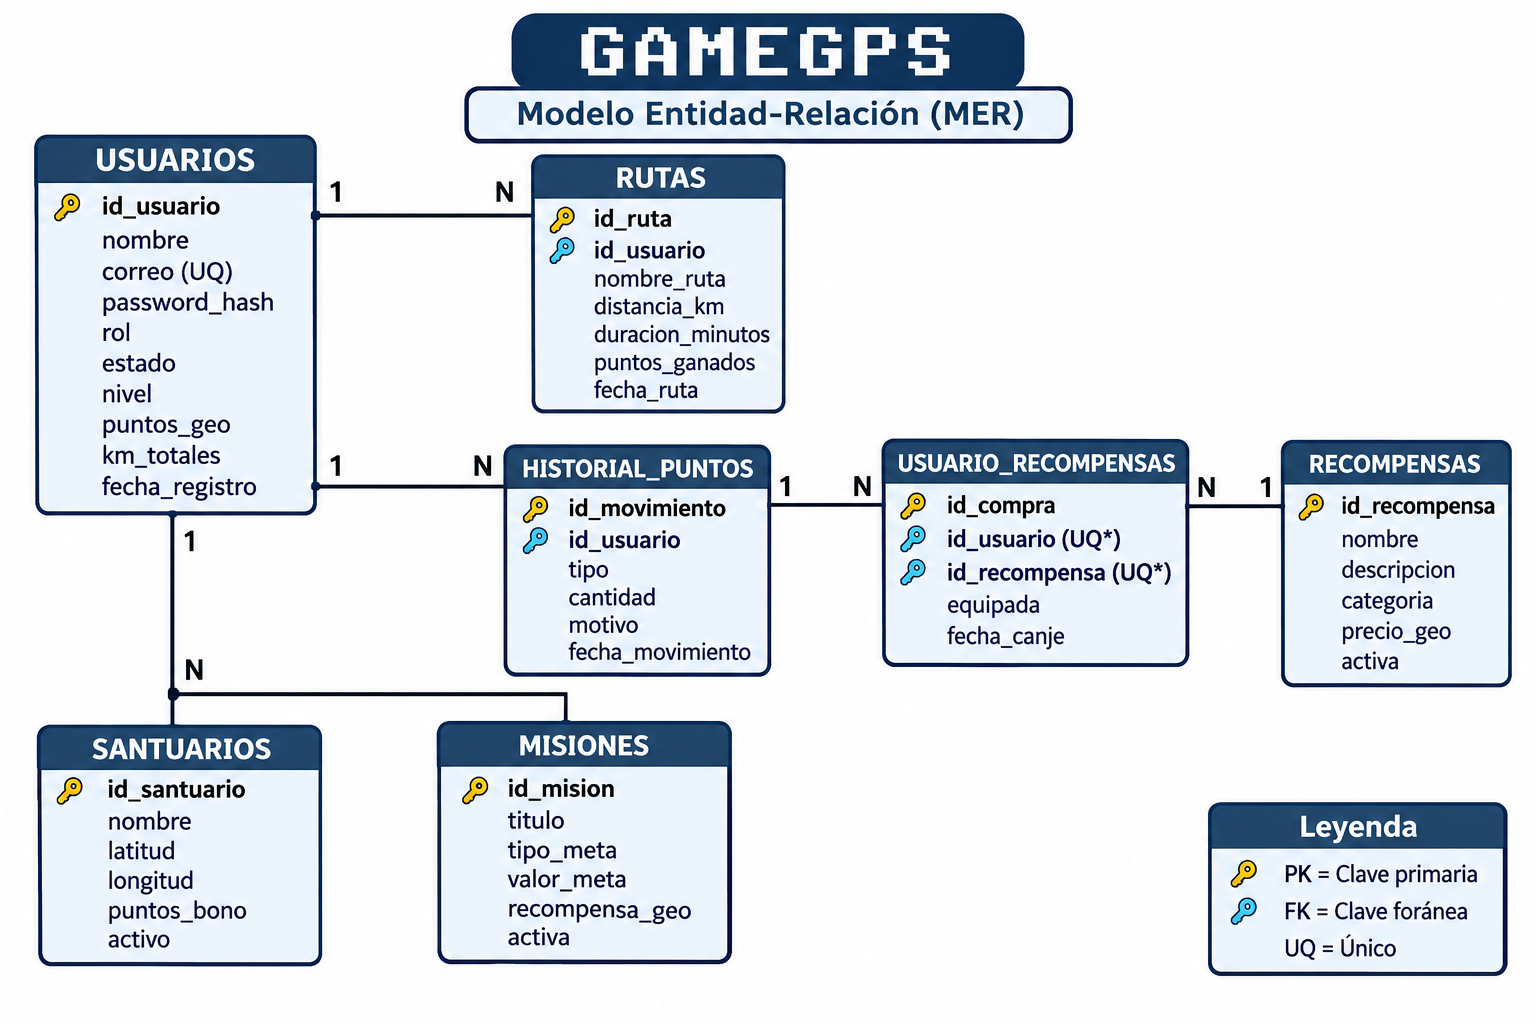 GAMEGPS
Modelo Entidad-Relación (MER)
USUARIOS
id_usuario
nombre
correo (UQ)
password_hash
rol
estado
nivel
puntos_geo
km_totales
fecha_registro
1
N
RUTAS
id_ruta
id_usuario
nombre_ruta
distancia_km
duracion_minutos
puntos_ganados
fecha_ruta
1
N
HISTORIAL_PUNTOS
id_movimiento
id_usuario
tipo
cantidad
motivo
fecha_movimiento
1
N
USUARIO_RECOMPENSAS
id_compra
id_usuario (UQ*)
id_recompensa (UQ*)
equipada
fecha_canje
N
1
RECOMPENSAS
id_recompensa
nombre
descripcion
categoria
precio_geo
activa
1
N
SANTUARIOS
id_santuario
nombre
latitud
longitud
puntos_bono
activo
MISIONES
id_mision
titulo
tipo_meta
valor_meta
recompensa_geo
activa
Leyenda
PK = Clave primaria
FK = Clave foránea
UQ = Único